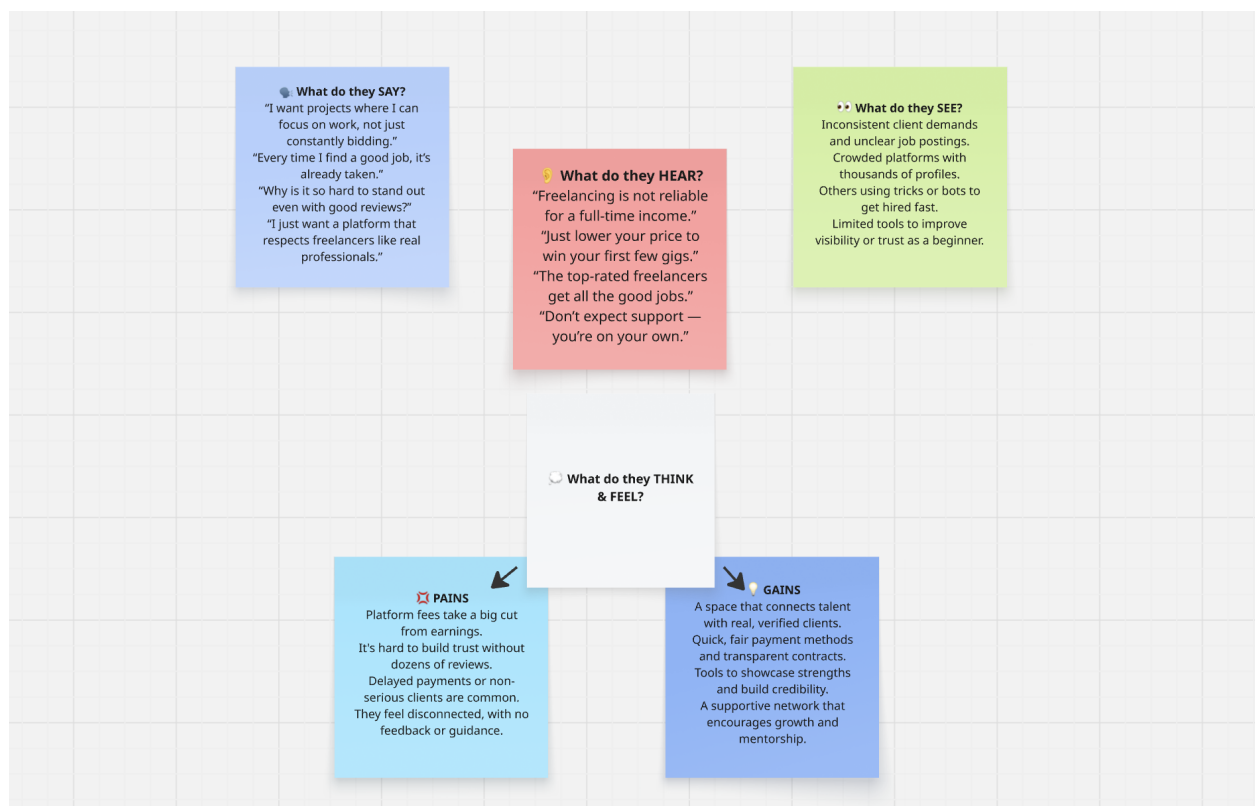 🗣️ What do they SAY?
“I want projects where I can
focus on work, not just
constantly bidding.”
“Every time I find a good job, it’s
already taken.”
“Why is it so hard to stand out
even with good reviews?”
“I just want a platform that
respects freelancers like real
professionals.”
👂 What do they HEAR?
“Freelancing is not reliable
for a full-time income.”
“Just lower your price to
win your first few gigs.”
“The top-rated freelancers
get all the good jobs.”
“Don’t expect support —
you’re on your own.”
👀 What do they SEE?
Inconsistent client demands
and unclear job postings.
Crowded platforms with
thousands of profiles.
Others using tricks or bots to
get hired fast.
Limited tools to improve
visibility or trust as a beginner.
💭 What do they THINK
& FEEL?
💢 PAINS
Platform fees take a big cut
from earnings.
It's hard to build trust without
dozens of reviews.
Delayed payments or non-
serious clients are common.
They feel disconnected, with no
feedback or guidance.
💡 GAINS
A space that connects talent
with real, verified clients.
Quick, fair payment methods
and transparent contracts.
Tools to showcase strengths
and build credibility.
A supportive network that
encourages growth and
mentorship.